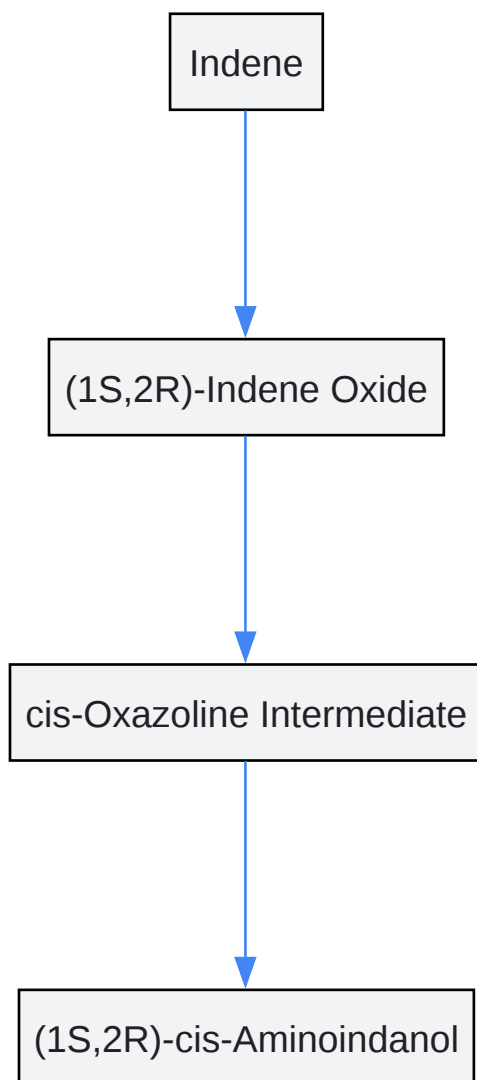 Indene
(1S,2R)-Indene Oxide
cis-Oxazoline Intermediate
(1S,2R)-cis-Aminoindanol